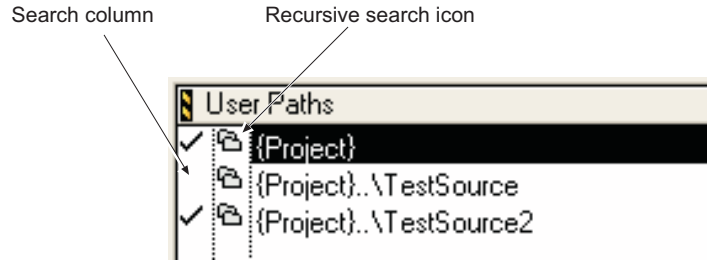 Search column
Recursive search icon
User Paths
{Project}
{Project}..\TestSource
{Project}..\TestSource2